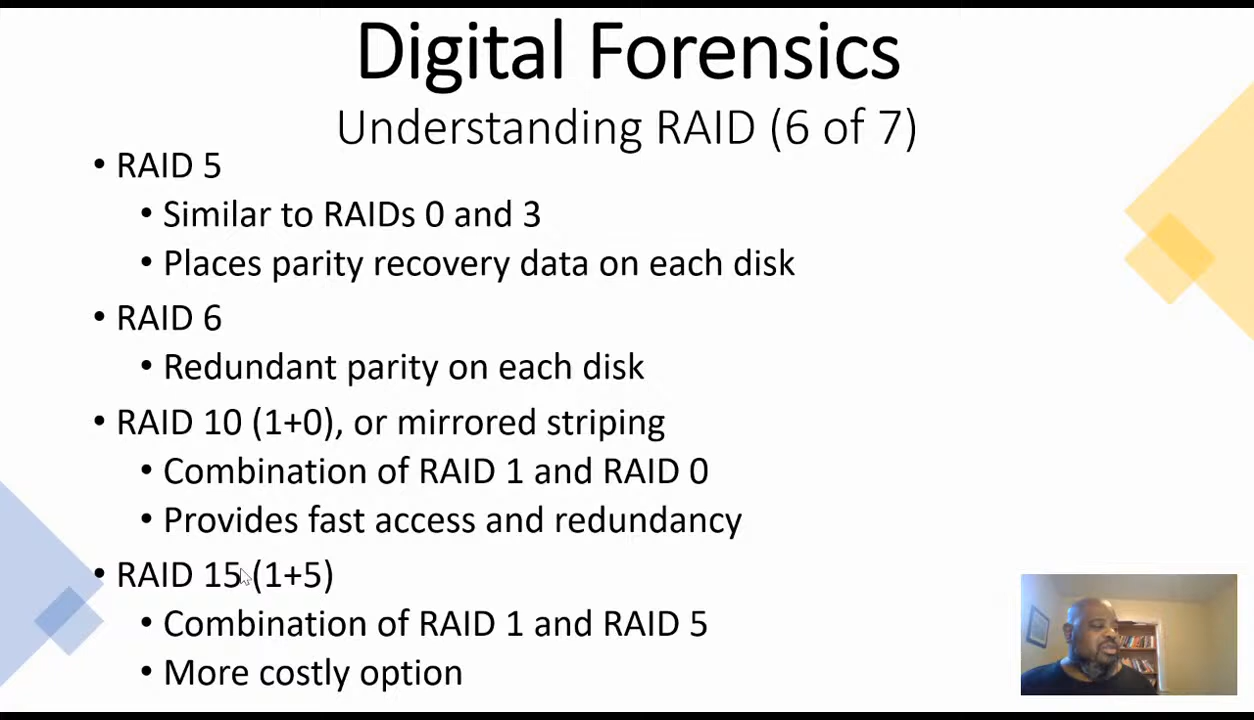 Digital Forensics
Understanding RAID (6 of 7)
• RAID 5
• Similar to RAIDs 0 and 3
• Places parity recovery data on each disk
• RAID 6
• Redundant parity on each disk
• RAID 10 (1+0), or mirrored striping
• Combination of RAID 1 and RAID 0
• Provides fast access and redundancy
• RAID 15 (1+5)
• Combination of RAID 1 and RAID 5
• More costly option